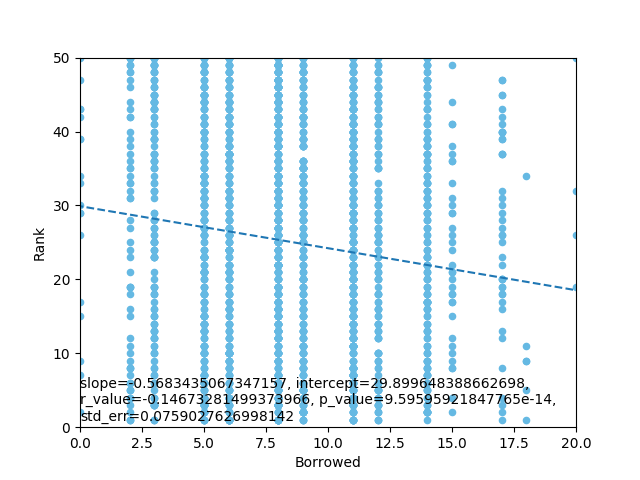 50
40
30
20
10
0
Rank
slope=-0.5683435067347157, intercept=29.899648388662698,
r_value=-0.14673281499373966, p_value=9.59595921847765e-14,
std_err=0.0759027626998142
0.0 2.5 5.0 7.5 10.0 12.5 15.0 17.5 20.0
Borrowed